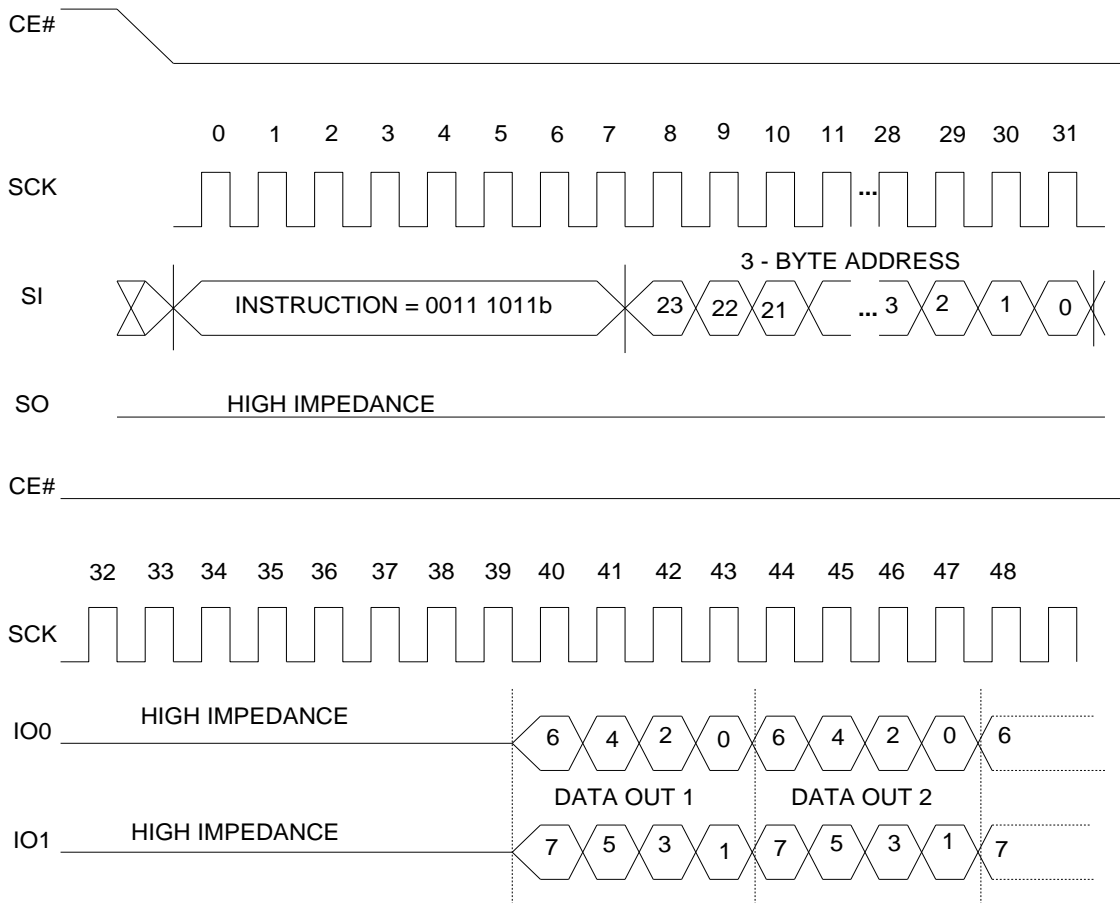 CE#
0 1 2 3 4 5 6 7 8 9 10 11 28 29 30 31
SCK ...
3 - BYTE ADDRESS
SI INSTRUCTION = 0011 1011b 23 22 21 ... 3 2 1 0
SO HIGH IMPEDANCE
CE#
32 33 34 35 36 37 38 39 40 41 42 43 44 45 46 47 48
SCK
HIGH IMPEDANCE
IO0 6 4 2 0 6 4 2 0 6
DATA OUT 1 DATA OUT 2
HIGH IMPEDANCE
IO1 7 5 3 1 7 5 3 1 7